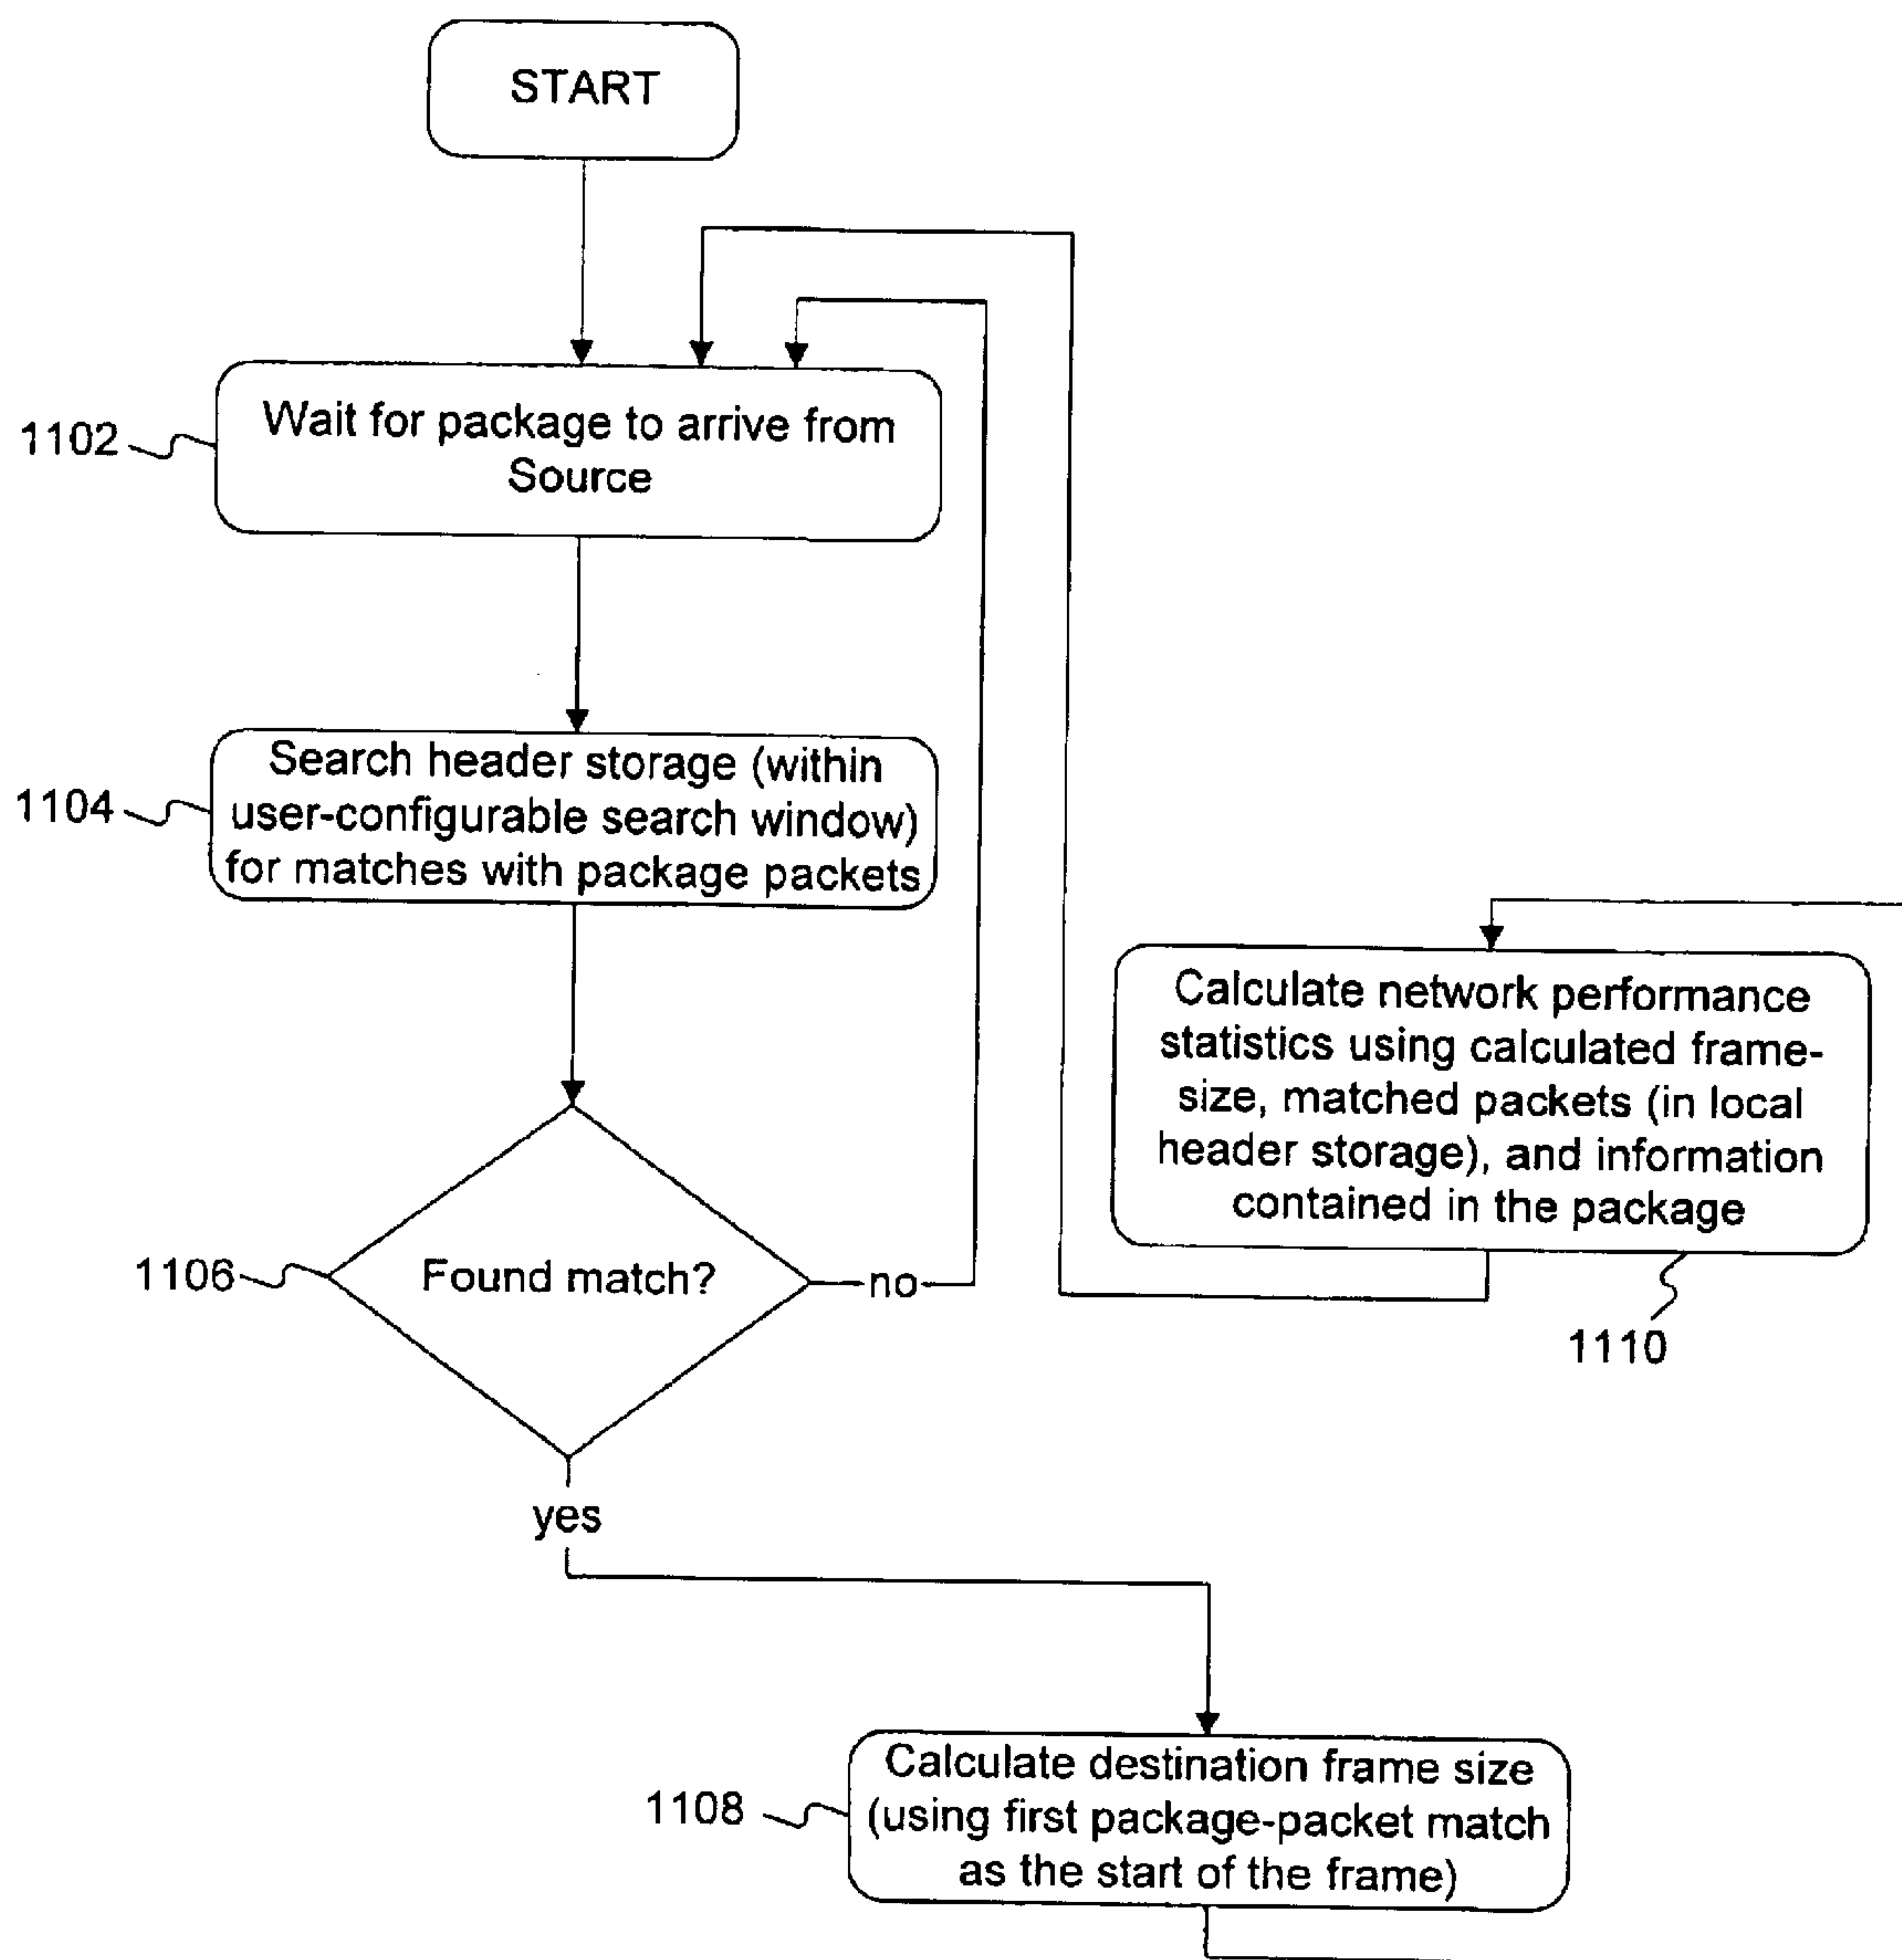 START
1102
Wait for package to arrive from
Source
1104
Search header storage (within
user-configurable search window)
for matches with package packets
1106
Found match?
no
yes
1108
Calculate destination frame size
(using first package-packet match
as the start of the frame)
Calculate network performance
statistics using calculated frame-
size, matched packets (in local
header storage), and information
contained in the package
1110